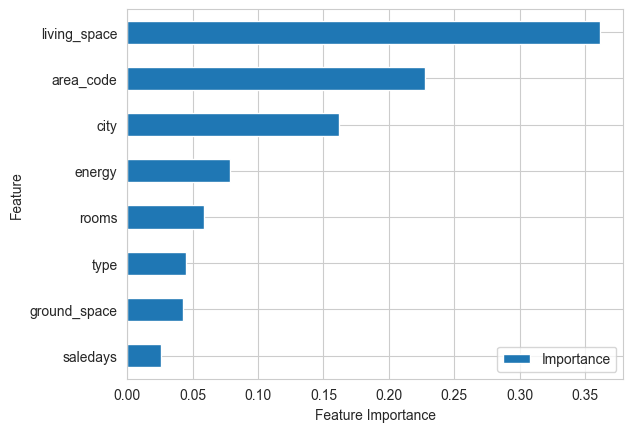 living_space
area_code
city
energy
rooms
type
ground_space
saledays
Feature
Importance
0.00 0.05 0.10 0.15 0.20 0.25 0.30 0.35
Feature Importance